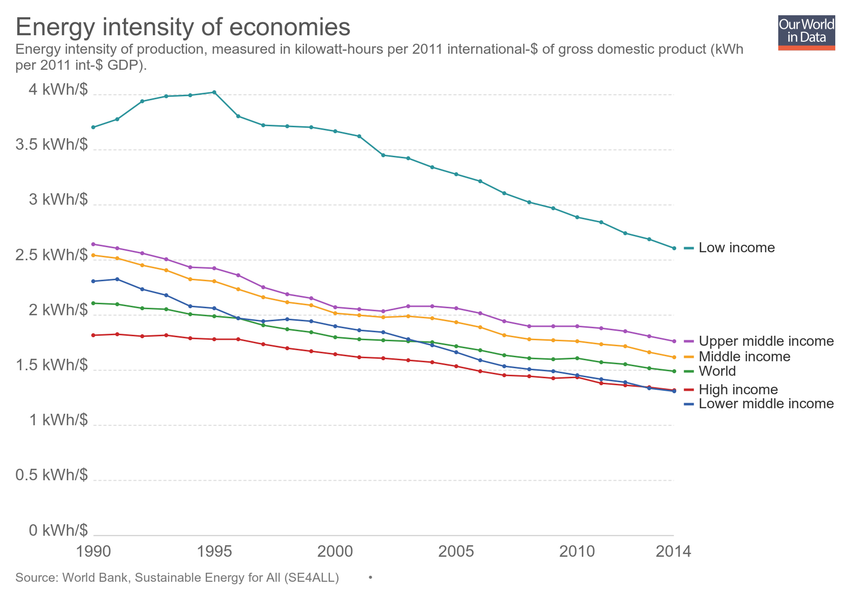 Energy intensity of economies
Our World
in Data
Energy intensity of production, measured in kilowatt-hours per 2011 international-$ of gross domestic product (kWh
per 2011 int-$ GDP).
4 kWh/$
3.5 kWh/$
3 kWh/$
2.5 kWh/$
2 kWh/$
1.5 kWh/$
1 kWh/$
0.5 kWh/$
0 kWh/$
Low income
Upper middle income
Middle income
World
High income
Lower middle income
1990 1995 2000 2005 2010 2014
Source: World Bank, Sustainable Energy for All (SE4ALL) •